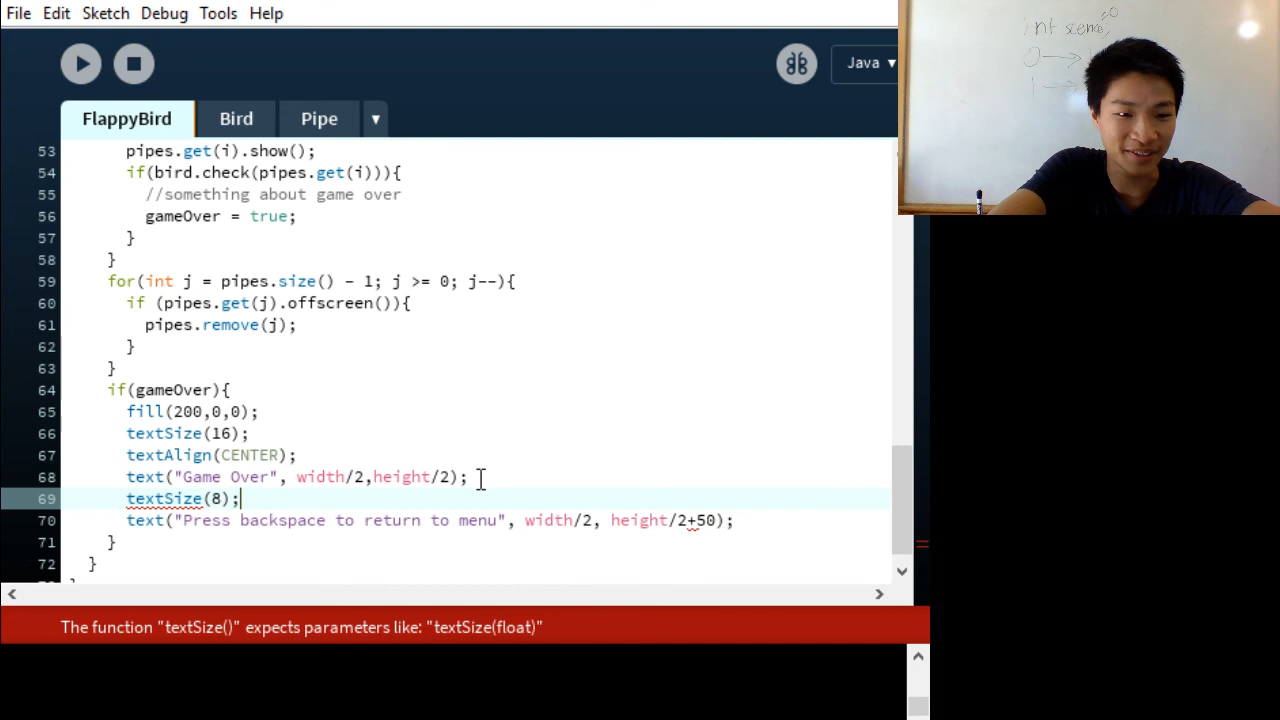 File Edit Sketch Debug Tools Help
Java ▾
FlappyBird Bird Pipe ▾
53 pipes.get(i).show();
54 if(bird.check(pipes.get(i))){
55 //something about game over
56 gameOver = true;
57 }
58 }
59 for(int j = pipes.size() - 1; j >= 0; j--){
60 if (pipes.get(j).offscreen()){
61 pipes.remove(j);
62 }
63 }
64 if(gameOver){
65 fill(200,0,0);
66 textSize(16);
67 textAlign(CENTER);
68 text("Game Over", width/2,height/2);
69 textSize(8);
70 text("Press backspace to return to menu", width/2, height/2+50);
71 }
72 }
The function "textSize()" expects parameters like: "textSize(float)"
int scene
0 →
1 →